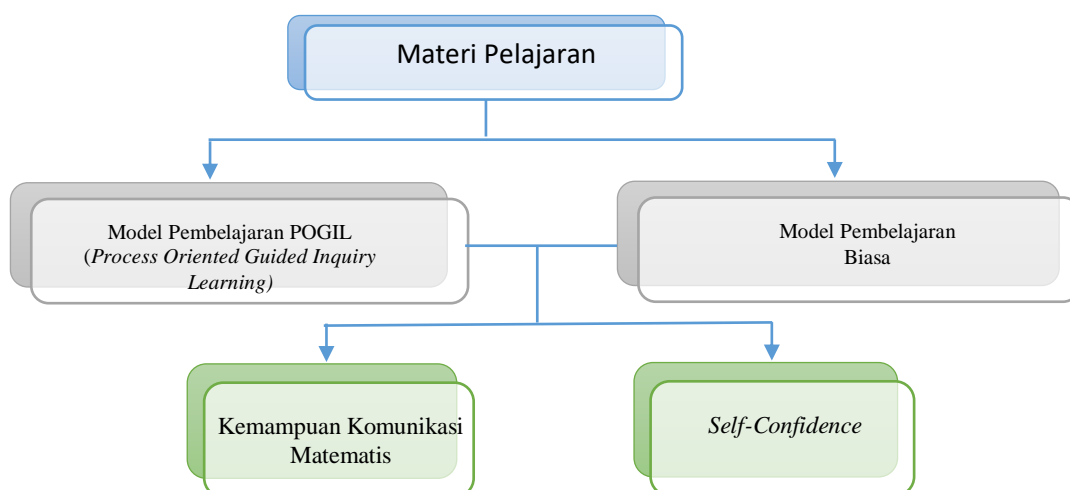 Materi Pelajaran
Model Pembelajaran POGIL
(Process Oriented Guided Inquiry
Learning)
Model Pembelajaran
Biasa
Kemampuan Komunikasi
Matematis
Self-Confidence